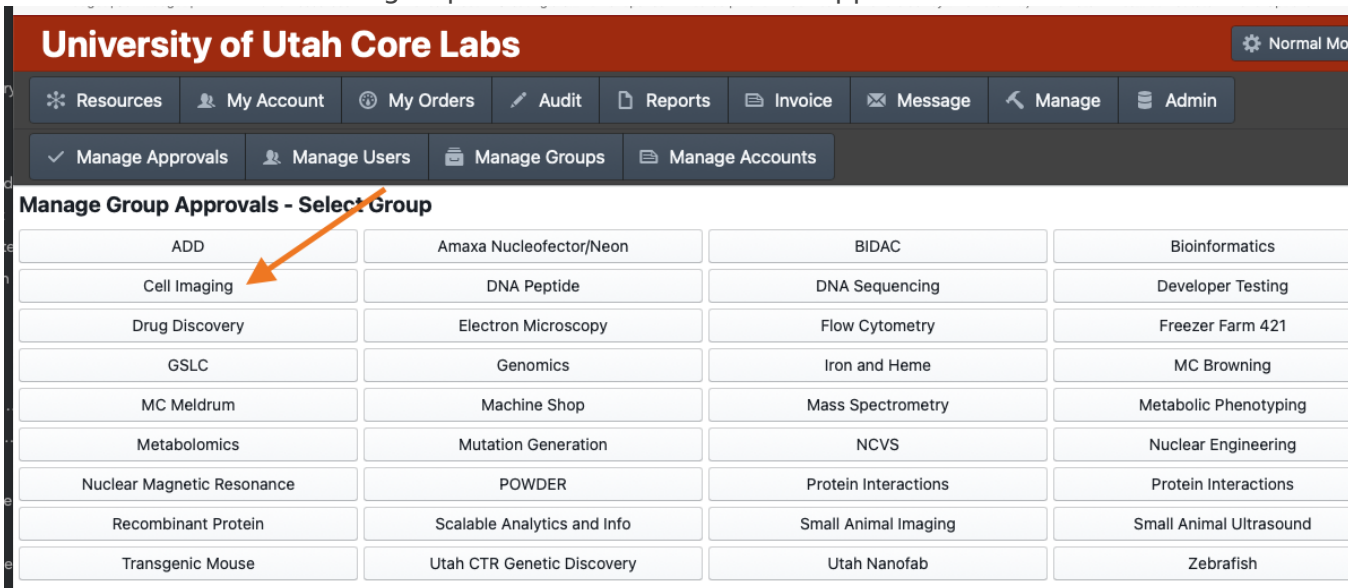 University of Utah Core Labs
Normal Mo
Resources My Account My Orders Audit Reports Invoice Message Manage Admin
Manage Approvals Manage Users Manage Groups Manage Accounts
Manage Group Approvals - Select Group
ADD Amaxa Nucleofector/Neon BIDAC Bioinformatics
Cell Imaging DNA Peptide DNA Sequencing Developer Testing
Drug Discovery Electron Microscopy Flow Cytometry Freezer Farm 421
GSLC Genomics Iron and Heme MC Browning
MC Meldrum Machine Shop Mass Spectrometry Metabolic Phenotyping
Metabolomics Mutation Generation NCVS Nuclear Engineering
Nuclear Magnetic Resonance POWDER Protein Interactions Protein Interactions
Recombinant Protein Scalable Analytics and Info Small Animal Imaging Small Animal Ultrasound
Transgenic Mouse Utah CTR Genetic Discovery Utah Nanofab Zebrafish